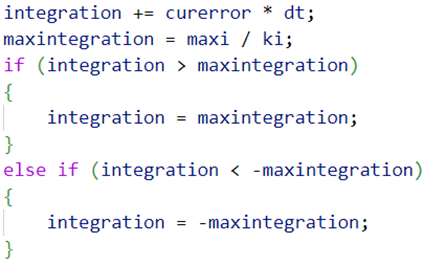 integration += curerror * dt;
maxintegration = maxi / ki;
if (integration > maxintegration)
{
    integration = maxintegration;
}
else if (integration < -maxintegration)
{
    integration = -maxintegration;
}